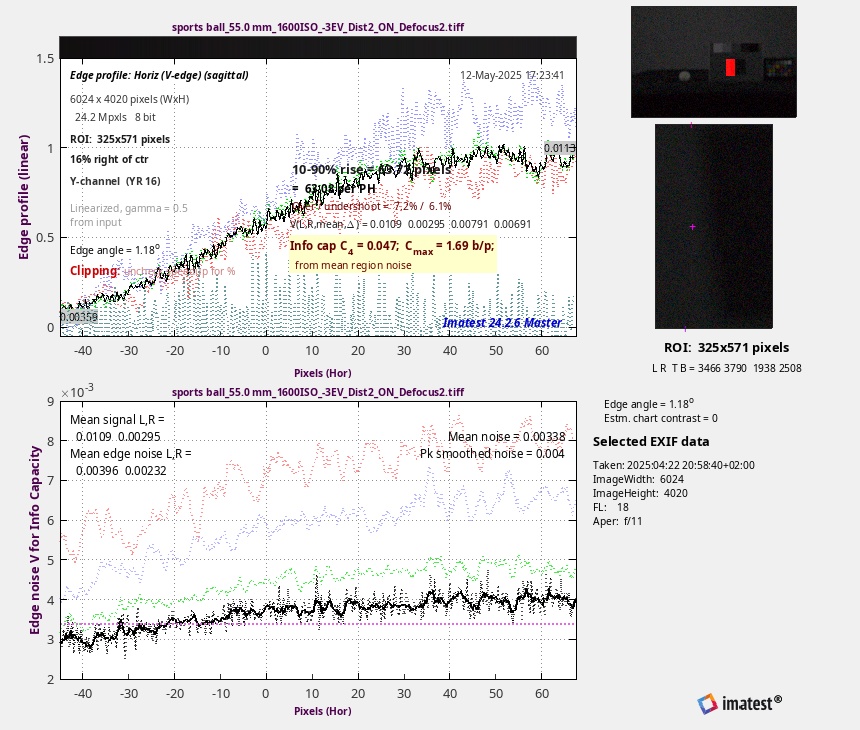 sports ball_55.0 mm_1600ISO_-3EV_Dist2_ON_Defocus2.tiff
Edge profile: Horiz (V-edge) (sagittal)
12-May-2025 17:23:41
6024 x 4020 pixels (WxH)
24.2 Mpxls 8 bit
ROI: 325x571 pixels
16% right of ctr
Y-channel (YR 16)
Linearized, gamma = 0.5
from input
Edge angle = 1.18°
Clipping:
0.0113
10-90% rise = 69.72 pixels
per PH
undershoot = 7.2% / 6.1%
V(L,R,mean,Δ) = 0.0109 0.00295 0.00791 0.00691
Info cap C4 = 0.047; Cmax = 1.69 b/p;
from mean region noise
0.00359
Imatest 24.2.6 Master
Edge profile (linear)
1.5
1
0.5
0
-40 -30 -20 -10 0 10 20 30 40 50 60
Pixels (Hor)
sports ball_55.0 mm_1600ISO_-3EV_Dist2_ON_Defocus2.tiff
×10-3
Mean signal L,R =
0.0109 0.00295
Mean edge noise L,R =
0.00396 0.00232
Mean noise = 0.00338
Pk smoothed noise = 0.004
Edge noise V for Info Capacity
9
8
7
6
5
4
3
2
-40 -30 -20 -10 0 10 20 30 40 50 60
Pixels (Hor)
ROI: 325x571 pixels
L R T B = 3466 3790 1938 2508
Edge angle = 1.18°
Estm. chart contrast = 0
Selected EXIF data
Taken: 2025:04:22 20:58:40+02:00
ImageWidth: 6024
ImageHeight: 4020
FL: 18
Aper: f/11
imatest®